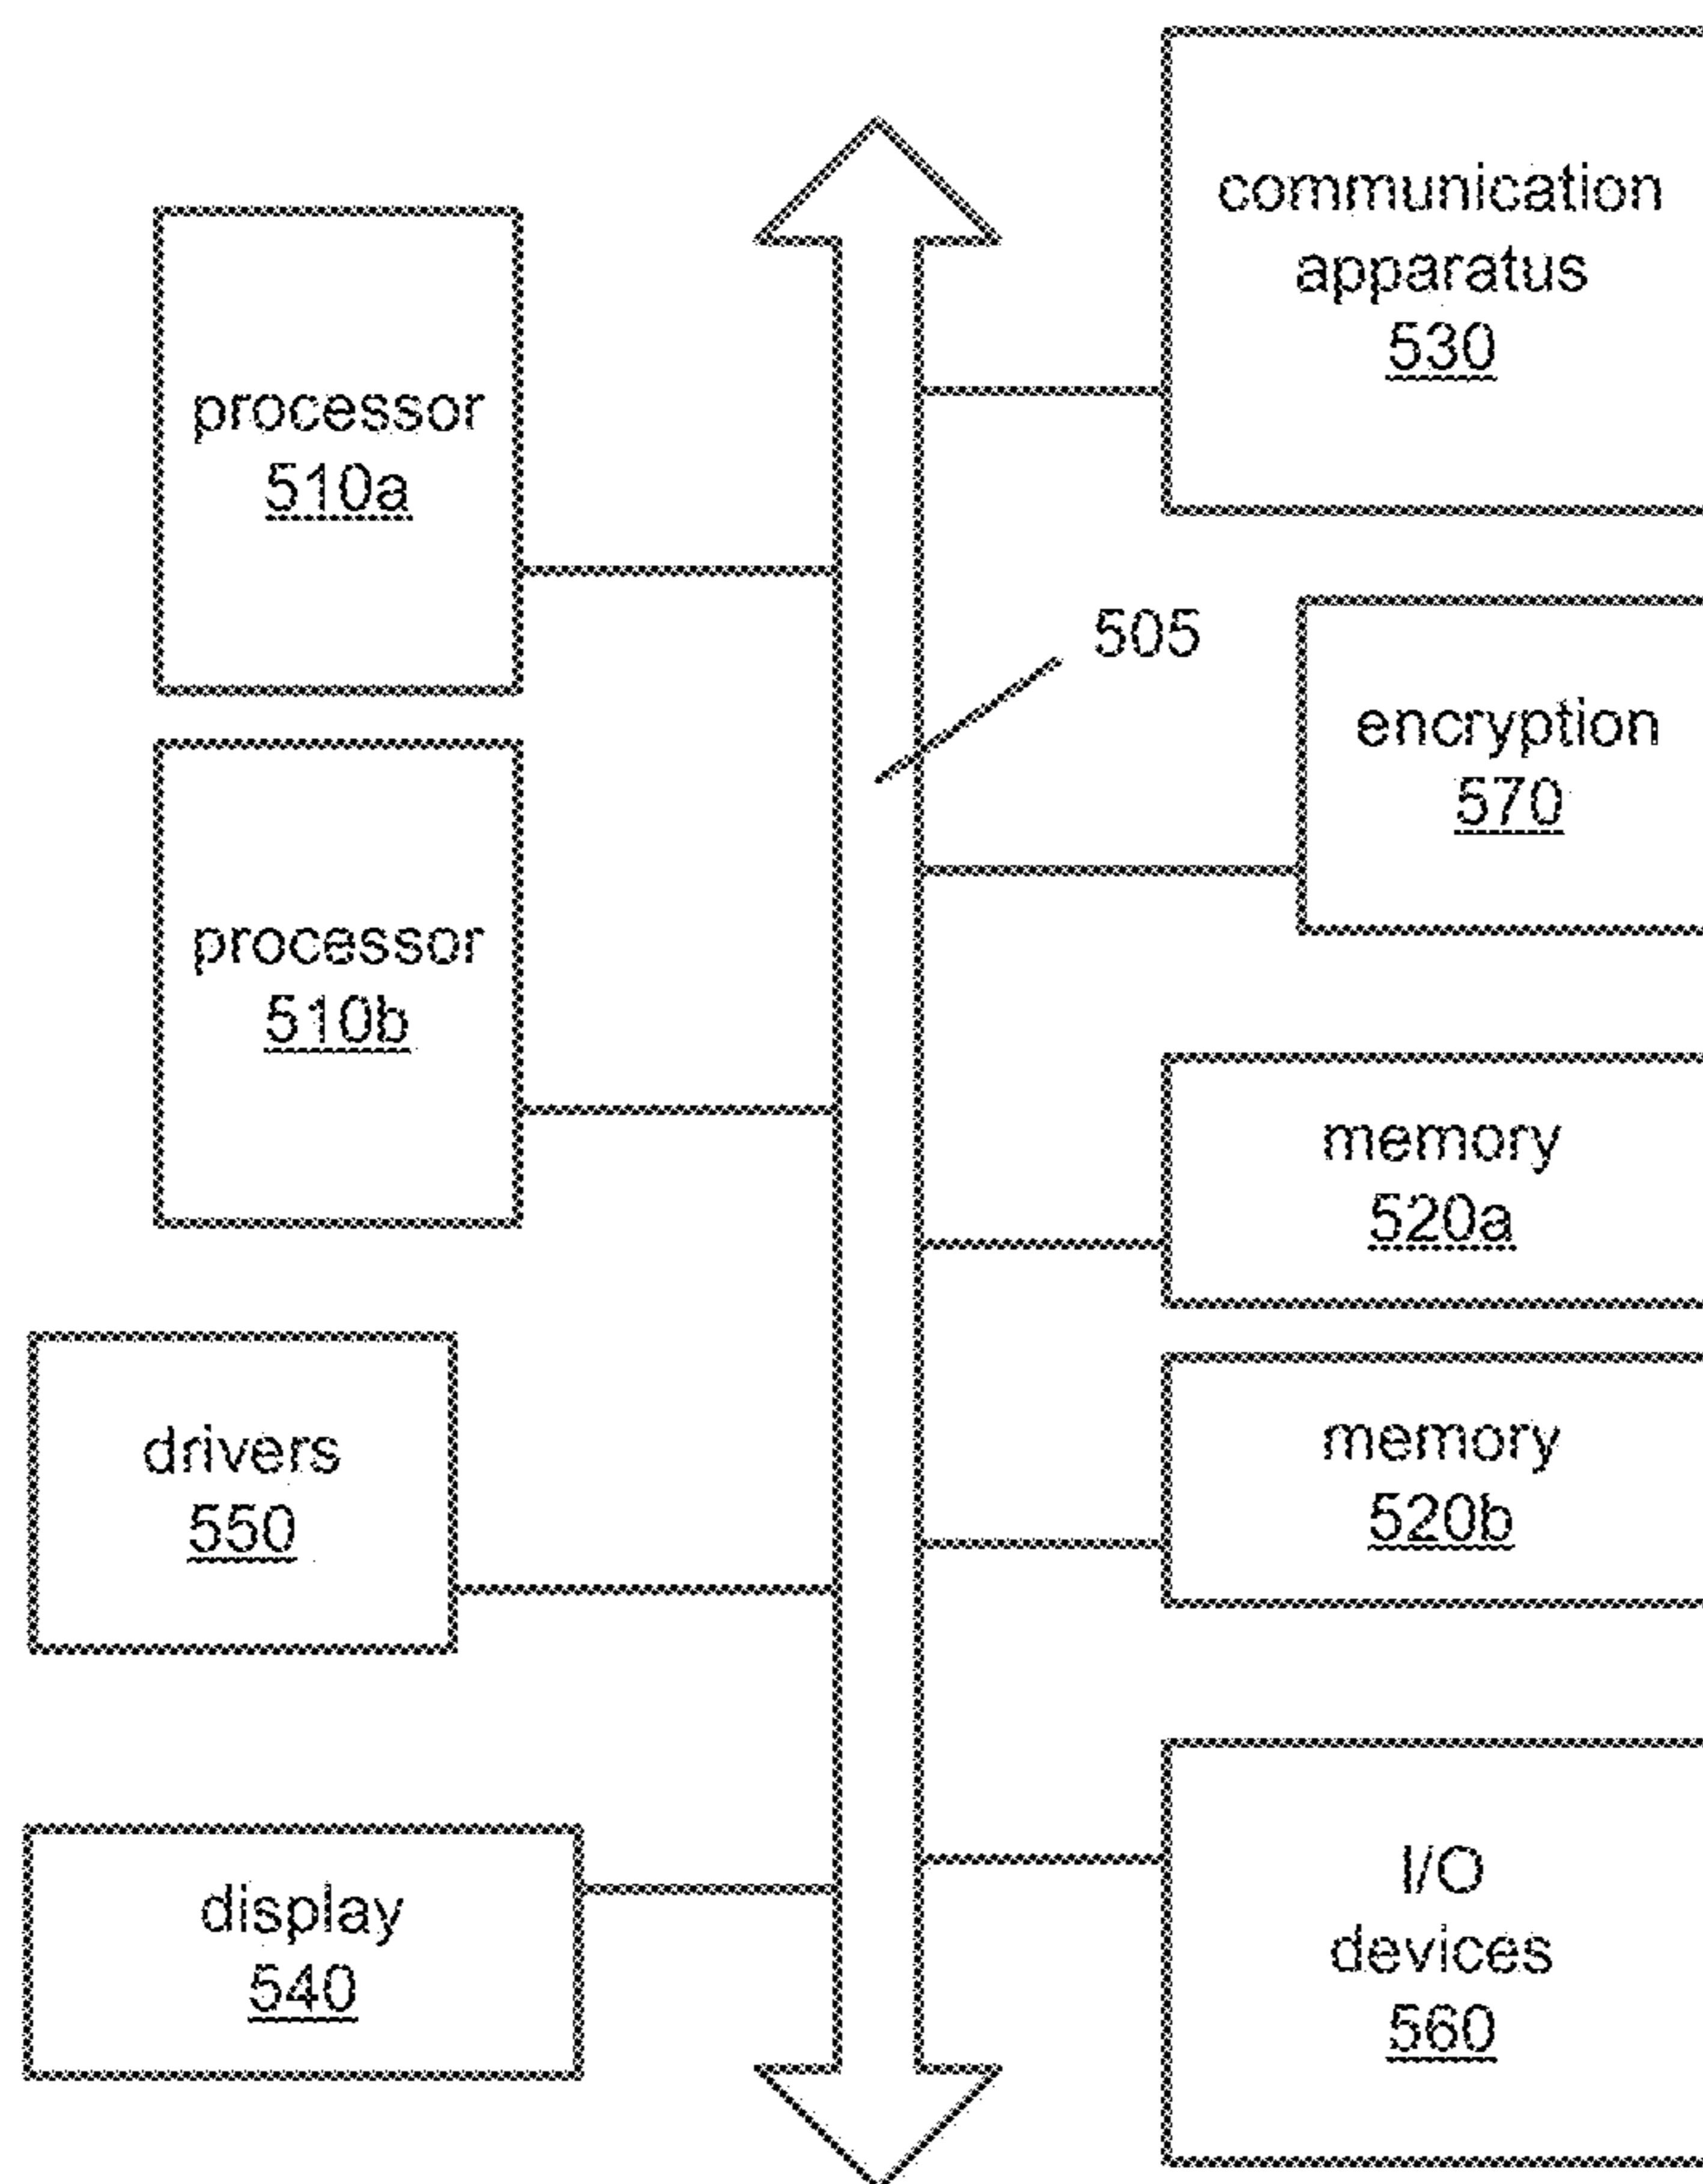 communication
apparatus
530
processor
510a
505
encryption
570
processor
510b
memory
520a
drivers
550
memory
520b
display
540
I/O
devices
560